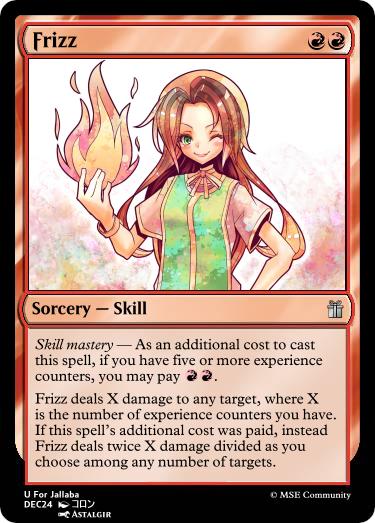 Frizz
Sorcery — Skill
Skill mastery — As an additional cost to cast
this spell, if you have five or more experience
counters, you may pay .
Frizz deals X damage to any target, where X
is the number of experience counters you have.
If this spell's additional cost was paid, instead
Frizz deals twice X damage divided as you
choose among any number of targets.
U For Jallaba
DEC24 コロン
Astalgir
© MSE Community